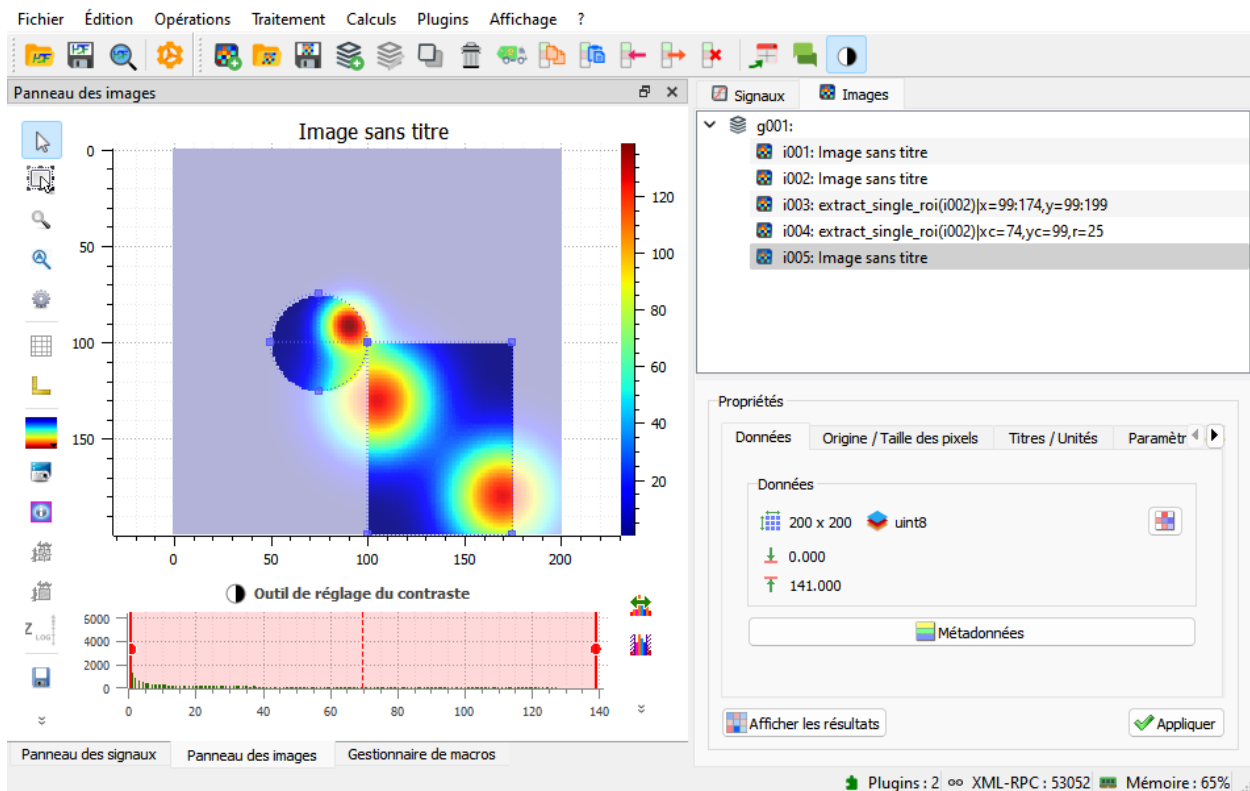 Fichier Édition Opérations Traitement Calculs Plugins Affichage ?
Panneau des images
Signaux Images
g001:
i001: Image sans titre
i002: Image sans titre
i003: extract_single_roi(i002)|x=99:174,y=99:199
i004: extract_single_roi(i002)|xc=74,yc=99,r=25
i005: Image sans titre
Image sans titre
0
50
100
150
0 50 100 150 200
120
100
80
60
40
20
Z LOG
Outil de réglage du contraste
6000
4000
2000
0
0 20 40 60 80 100 120 140
Propriétés
Données Origine / Taille des pixels Titres / Unités Paramètr
Données
200 x 200 uint8
0.000
141.000
Métadonnées
Afficher les résultats Appliquer
Panneau des signaux Panneau des images Gestionnaire de macros
Plugins : 2 XML-RPC : 53052 Mémoire : 65%